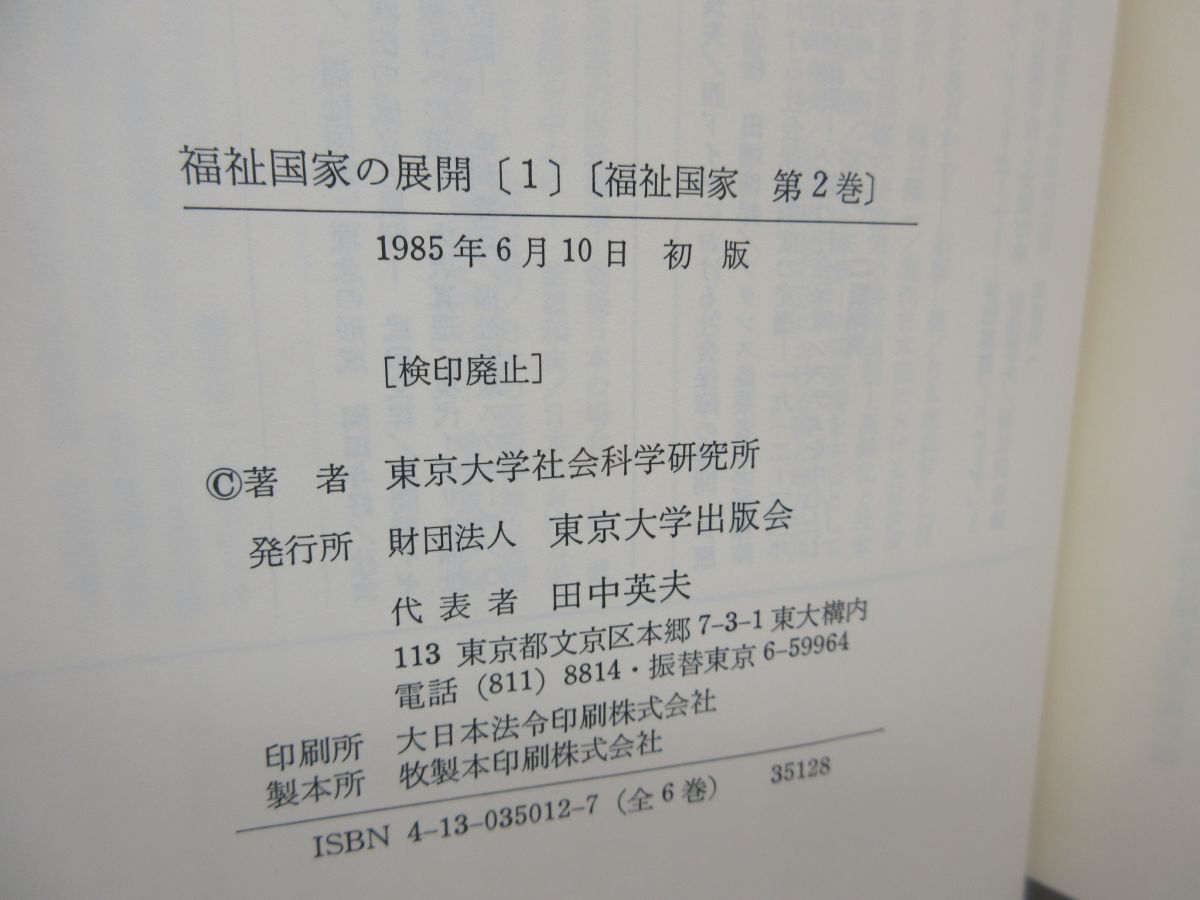 福祉国家の展開〔1〕〔福祉国家 第2巻〕
1985年6月10日 初版
[検印廃止]
©著者 東京大学社会科学研究所
発行所 財団法人 東京大学出版会
代表者 田中英夫
113 東京都文京区本郷7-3-1東大構内
電話 (811) 8814・振替東京6-59964
印刷所 大日本法令印刷株式会社
製本所 牧製本印刷株式会社
ISBN 4-13-035012-7 (全6巻) 35128